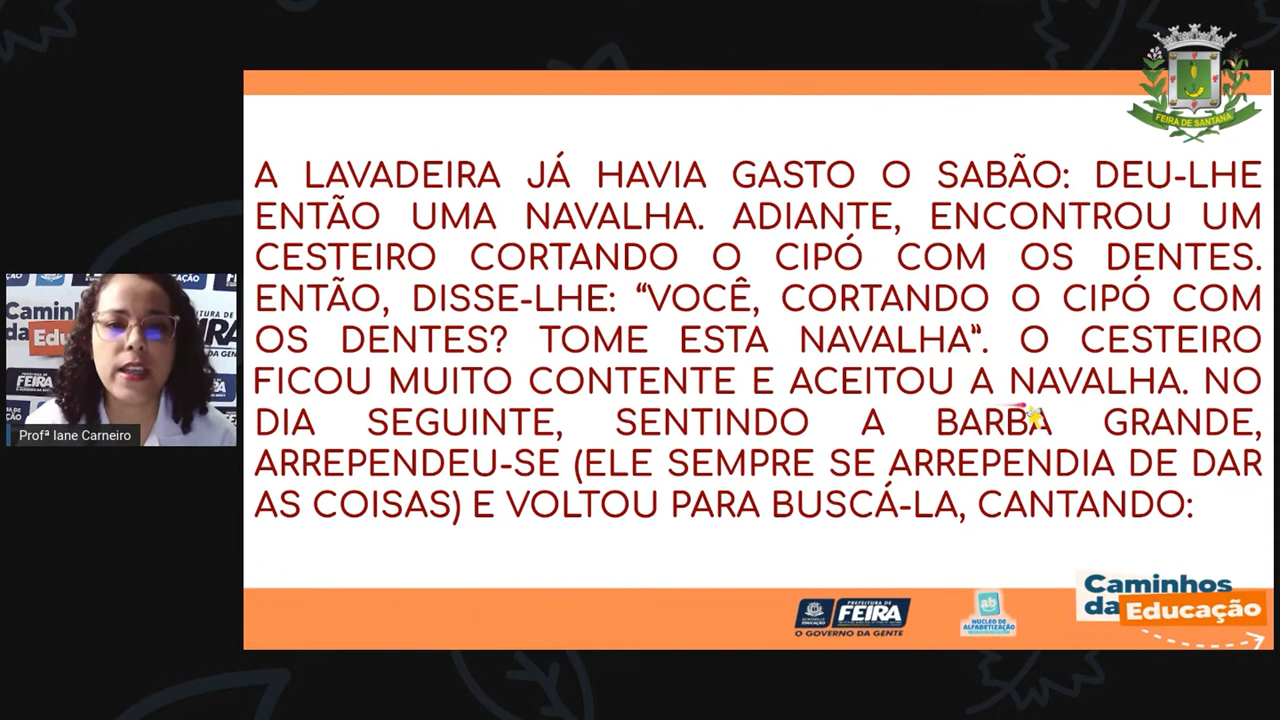 FEIRA DE SANTANA
A LAVADEIRA JÁ HAVIA GASTO O SABÃO: DEU-LHE
ENTÃO UMA NAVALHA. ADIANTE, ENCONTROU UM
CESTEIRO CORTANDO O CIPÓ COM OS DENTES.
ENTÃO, DISSE-LHE: “VOCÊ, CORTANDO O CIPÓ COM
OS DENTES? TOME ESTA NAVALHA”. O CESTEIRO
FICOU MUITO CONTENTE E ACEITOU A NAVALHA. NO
DIA SEGUINTE, SENTINDO A BARBA GRANDE,
ARREPENDEU-SE (ELE SEMPRE SE ARREPENDIA DE DAR
AS COISAS) E VOLTOU PARA BUSCÁ-LA, CANTANDO:
Profª Iane Carneiro
PREFEITURA DE
FEIRA
O GOVERNO DA GENTE
NÚCLEO DE
ALFABETIZAÇÃO
Caminhos
da Educação